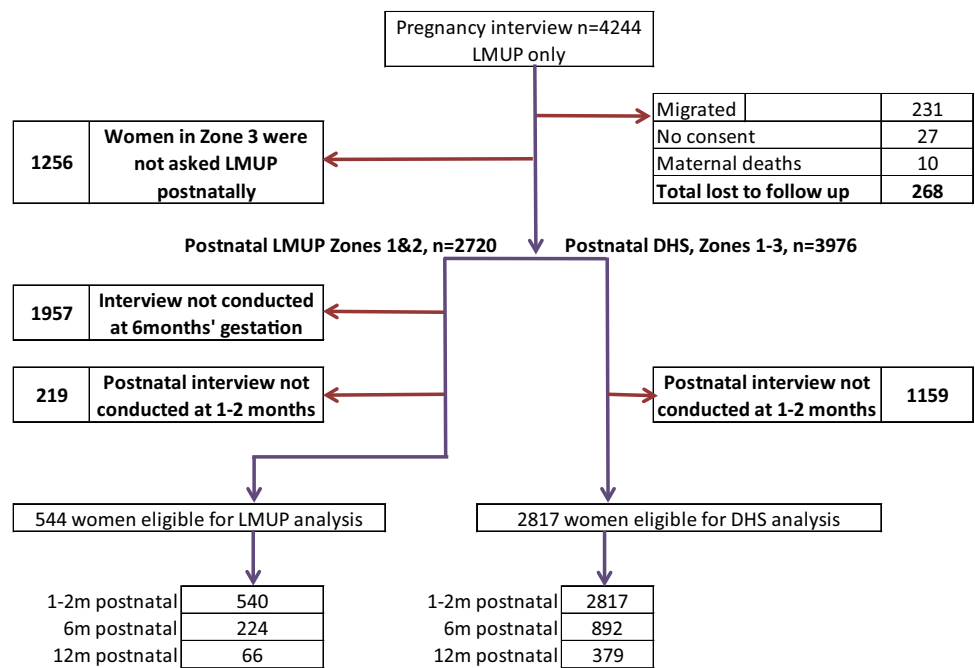 Pregnancy interview n=4244
LMUP only
Migrated 231
No consent 27
Maternal deaths 10
Total lost to follow up 268
1256
Women in Zone 3 were
not asked LMUP
postnatally
Postnatal LMUP Zones 1&2, n=2720
Postnatal DHS, Zones 1-3, n=3976
1957
Interview not conducted
at 6months' gestation
219
Postnatal interview not
conducted at 1-2 months
Postnatal interview not
conducted at 1-2 months
1159
544 women eligible for LMUP analysis
2817 women eligible for DHS analysis
1-2m postnatal 540
6m postnatal 224
12m postnatal 66
1-2m postnatal 2817
6m postnatal 892
12m postnatal 379